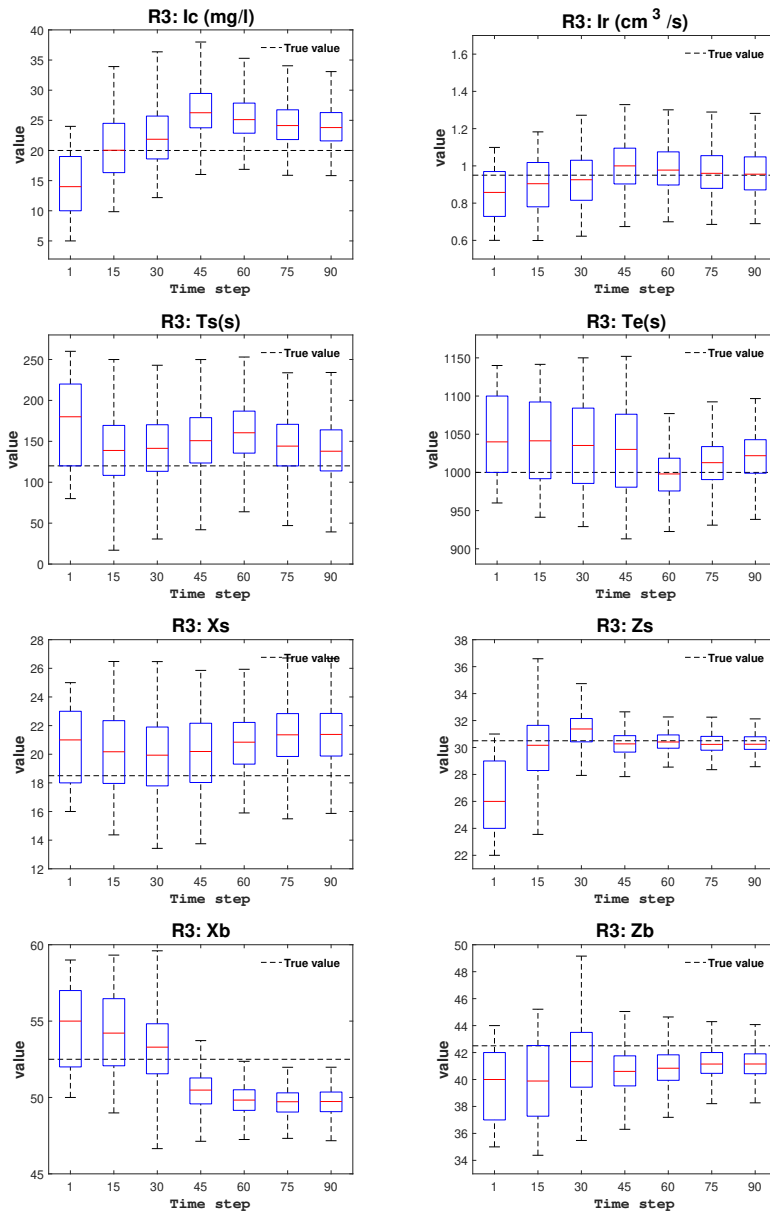 R3: Ic (mg/l)
True value
value
40
35
30
25
20
15
10
5
1 15 30 45 60 75 90
Time step
R3: Ir (cm 3 /s)
True value
value
1.6
1.4
1.2
1
0.8
0.6
1 15 30 45 60 75 90
Time step
R3: Ts(s)
True value
value
250
200
150
100
50
0
1 15 30 45 60 75 90
Time step
R3: Te(s)
True value
value
1150
1100
1050
1000
950
900
1 15 30 45 60 75 90
Time step
R3: Xs
True value
value
28
26
24
22
20
18
16
14
12
1 15 30 45 60 75 90
Time step
R3: Zs
True value
value
38
36
34
32
30
28
26
24
22
1 15 30 45 60 75 90
Time step
R3: Xb
True value
value
60
55
50
45
1 15 30 45 60 75 90
Time step
R3: Zb
True value
value
50
48
46
44
42
40
38
36
34
1 15 30 45 60 75 90
Time step